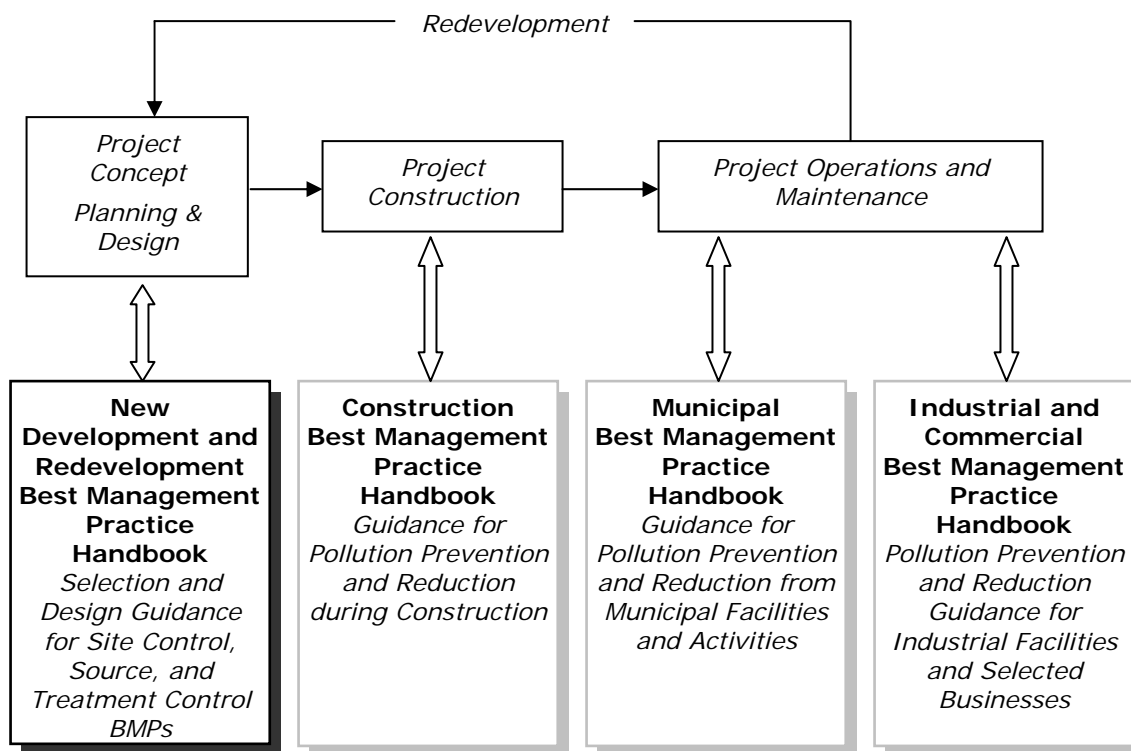 Redevelopment
Project
Concept
Planning &
Design
Project
Construction
Project Operations and
Maintenance
New
Development and
Redevelopment
Best Management
Practice
Handbook
Selection and
Design Guidance
for Site Control,
Source, and
Treatment Control
BMPs
Construction
Best Management
Practice
Handbook
Guidance for
Pollution Prevention
and Reduction
during Construction
Municipal
Best Management
Practice
Handbook
Guidance for
Pollution Prevention
and Reduction from
Municipal Facilities
and Activities
Industrial and
Commercial
Best Management
Practice
Handbook
Pollution Prevention
and Reduction
Guidance for
Industrial Facilities
and Selected
Businesses